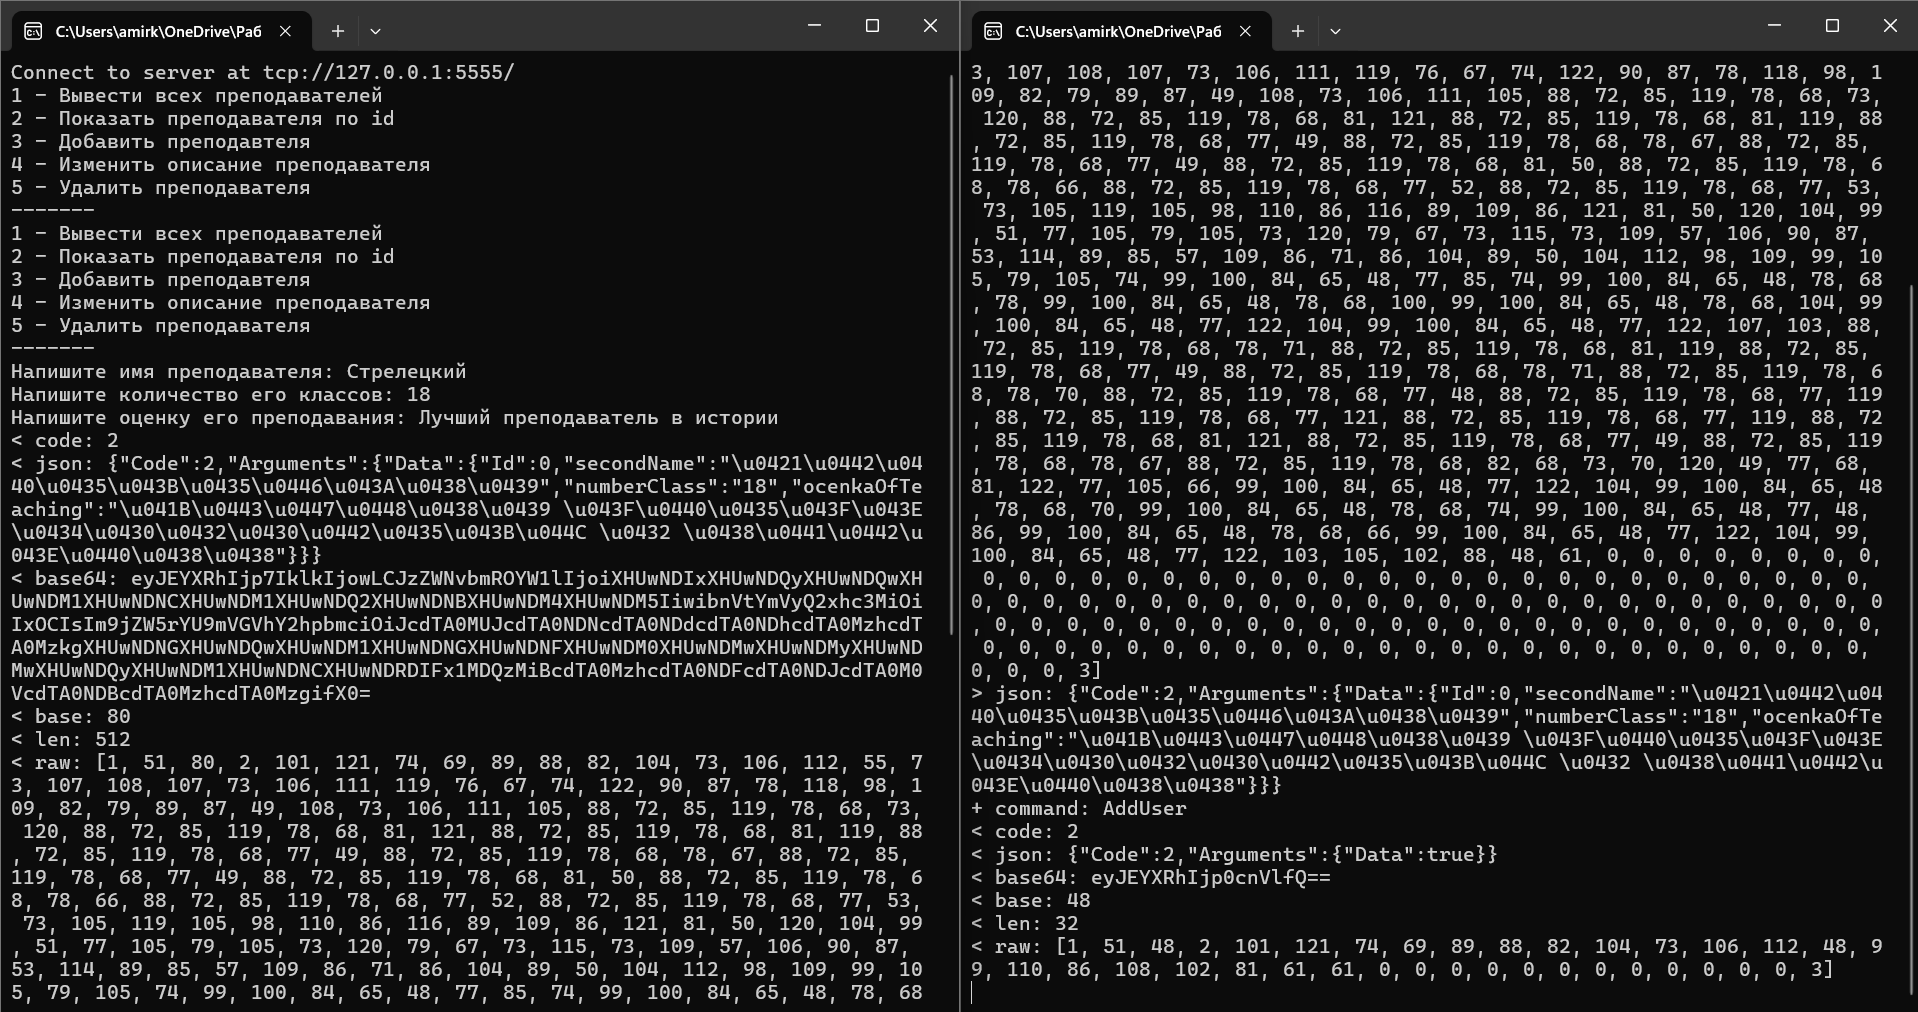 C:\Users\amirk\OneDrive\Раб
Connect to server at tcp://127.0.0.1:5555/
1 – Вывести всех преподавателей
2 – Показать преподавателя по id
3 – Добавить преподавтеля
4 – Изменить описание преподавателя
5 – Удалить преподавателя
-------
1 – Вывести всех преподавателей
2 – Показать преподавателя по id
3 – Добавить преподавтеля
4 – Изменить описание преподавателя
5 – Удалить преподавателя
-------
Напишите имя преподавателя: Стрелецкий
Напишите количество его классов: 18
Напишите оценку его преподавания: Лучший преподаватель в истории
< code: 2
< json: {"Code":2,"Arguments":{"Data":{"Id":0,"secondName":"\u0421\u0442\u04
40\u0435\u043B\u0435\u0446\u043A\u0438\u0439","numberClass":"18","ocenkaOfTe
aching":"\u041B\u0443\u0447\u0448\u0438\u0439 \u043F\u0440\u0435\u043F\u043E
\u0434\u0430\u0432\u0430\u0442\u0435\u043B\u044C \u0432 \u0438\u0441\u0442\u
043E\u0440\u0438\u0438"}}}
< base64: eyJEYXRhIjp7IklkIjowLCJzZWNvbmROYW1lIjoiXHUwNDIxXHUwNDQyXHUwNDQwXH
UwNDM1XHUwNDNCXHUwNDM1XHUwNDQ2XHUwNDNBXHUwNDM4XHUwNDM5IiwibnVtYmVyQ2xhc3MiOi
IxOCIsIm9jZW5rYU9mVGVhY2hpbmciOiJcdTA0MUJcdTA0NDNcdTA0NDdcdTA0NDhcdTA0MzhcdT
A0MzkgXHUwNDNGXHUwNDQwXHUwNDM1XHUwNDNGXHUwNDNFXHUwNDM0XHUwNDMwXHUwNDMyXHUwND
MwXHUwNDQyXHUwNDM1XHUwNDNCXHUwNDRDIFx1MDQzMiBcdTA0MzhcdTA0NDFcdTA0NDJcdTA0M0
VcdTA0NDBcdTA0MzhcdTA0MzgifX0=
< base: 80
< len: 512
< raw: [1, 51, 80, 2, 101, 121, 74, 69, 89, 88, 82, 104, 73, 106, 112, 55, 7
3, 107, 108, 107, 73, 106, 111, 119, 76, 67, 74, 122, 90, 87, 78, 118, 98, 1
09, 82, 79, 89, 87, 49, 108, 73, 106, 111, 105, 88, 72, 85, 119, 78, 68, 73,
 120, 88, 72, 85, 119, 78, 68, 81, 121, 88, 72, 85, 119, 78, 68, 81, 119, 88
, 72, 85, 119, 78, 68, 77, 49, 88, 72, 85, 119, 78, 68, 78, 67, 88, 72, 85, 
119, 78, 68, 77, 49, 88, 72, 85, 119, 78, 68, 81, 50, 88, 72, 85, 119, 78, 6
8, 78, 66, 88, 72, 85, 119, 78, 68, 77, 52, 88, 72, 85, 119, 78, 68, 77, 53,
 73, 105, 119, 105, 98, 110, 86, 116, 89, 109, 86, 121, 81, 50, 120, 104, 99
, 51, 77, 105, 79, 105, 73, 120, 79, 67, 73, 115, 73, 109, 57, 106, 90, 87, 
53, 114, 89, 85, 57, 109, 86, 71, 86, 104, 89, 50, 104, 112, 98, 109, 99, 10
5, 79, 105, 74, 99, 100, 84, 65, 48, 77, 85, 74, 99, 100, 84, 65, 48, 78, 68
C:\Users\amirk\OneDrive\Раб
3, 107, 108, 107, 73, 106, 111, 119, 76, 67, 74, 122, 90, 87, 78, 118, 98, 1
09, 82, 79, 89, 87, 49, 108, 73, 106, 111, 105, 88, 72, 85, 119, 78, 68, 73,
 120, 88, 72, 85, 119, 78, 68, 81, 121, 88, 72, 85, 119, 78, 68, 81, 119, 88
, 72, 85, 119, 78, 68, 77, 49, 88, 72, 85, 119, 78, 68, 78, 67, 88, 72, 85, 
119, 78, 68, 77, 49, 88, 72, 85, 119, 78, 68, 81, 50, 88, 72, 85, 119, 78, 6
8, 78, 66, 88, 72, 85, 119, 78, 68, 77, 52, 88, 72, 85, 119, 78, 68, 77, 53,
 73, 105, 119, 105, 98, 110, 86, 116, 89, 109, 86, 121, 81, 50, 120, 104, 99
, 51, 77, 105, 79, 105, 73, 120, 79, 67, 73, 115, 73, 109, 57, 106, 90, 87, 
53, 114, 89, 85, 57, 109, 86, 71, 86, 104, 89, 50, 104, 112, 98, 109, 99, 10
5, 79, 105, 74, 99, 100, 84, 65, 48, 77, 85, 74, 99, 100, 84, 65, 48, 78, 68
, 78, 99, 100, 84, 65, 48, 78, 68, 100, 99, 100, 84, 65, 48, 78, 68, 104, 99
, 100, 84, 65, 48, 77, 122, 104, 99, 100, 84, 65, 48, 77, 122, 107, 103, 88,
 72, 85, 119, 78, 68, 78, 71, 88, 72, 85, 119, 78, 68, 81, 119, 88, 72, 85, 
119, 78, 68, 77, 49, 88, 72, 85, 119, 78, 68, 78, 71, 88, 72, 85, 119, 78, 6
8, 78, 70, 88, 72, 85, 119, 78, 68, 77, 48, 88, 72, 85, 119, 78, 68, 77, 119
, 88, 72, 85, 119, 78, 68, 77, 121, 88, 72, 85, 119, 78, 68, 77, 119, 88, 72
, 85, 119, 78, 68, 81, 121, 88, 72, 85, 119, 78, 68, 77, 49, 88, 72, 85, 119
, 78, 68, 78, 67, 88, 72, 85, 119, 78, 68, 82, 68, 73, 70, 120, 49, 77, 68, 
81, 122, 77, 105, 66, 99, 100, 84, 65, 48, 77, 122, 104, 99, 100, 84, 65, 48
, 78, 68, 70, 99, 100, 84, 65, 48, 78, 68, 74, 99, 100, 84, 65, 48, 77, 48, 
86, 99, 100, 84, 65, 48, 78, 68, 66, 99, 100, 84, 65, 48, 77, 122, 104, 99, 
100, 84, 65, 48, 77, 122, 103, 105, 102, 88, 48, 61, 0, 0, 0, 0, 0, 0, 0, 0,
 0, 0, 0, 0, 0, 0, 0, 0, 0, 0, 0, 0, 0, 0, 0, 0, 0, 0, 0, 0, 0, 0, 0, 0, 0, 
0, 0, 0, 0, 0, 0, 0, 0, 0, 0, 0, 0, 0, 0, 0, 0, 0, 0, 0, 0, 0, 0, 0, 0, 0, 0
, 0, 0, 0, 0, 0, 0, 0, 0, 0, 0, 0, 0, 0, 0, 0, 0, 0, 0, 0, 0, 0, 0, 0, 0, 0,
 0, 0, 0, 0, 0, 0, 0, 0, 0, 0, 0, 0, 0, 0, 0, 0, 0, 0, 0, 0, 0, 0, 0, 0, 0, 
0, 0, 0, 3]
> json: {"Code":2,"Arguments":{"Data":{"Id":0,"secondName":"\u0421\u0442\u04
40\u0435\u043B\u0435\u0446\u043A\u0438\u0439","numberClass":"18","ocenkaOfTe
aching":"\u041B\u0443\u0447\u0448\u0438\u0439 \u043F\u0440\u0435\u043F\u043E
\u0434\u0430\u0432\u0430\u0442\u0435\u043B\u044C \u0432 \u0438\u0441\u0442\u
043E\u0440\u0438\u0438"}}}
+ command: AddUser
< code: 2
< json: {"Code":2,"Arguments":{"Data":true}}
< base64: eyJEYXRhIjp0cnVlfQ==
< base: 48
< len: 32
< raw: [1, 51, 48, 2, 101, 121, 74, 69, 89, 88, 82, 104, 73, 106, 112, 48, 9
9, 110, 86, 108, 102, 81, 61, 61, 0, 0, 0, 0, 0, 0, 0, 0, 0, 0, 0, 0, 3]